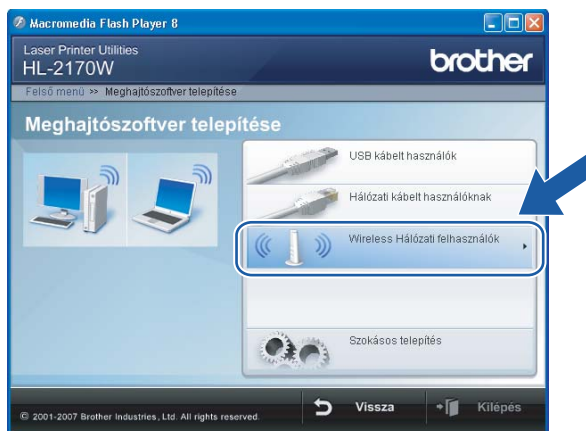 Macromedia Flash Player 8
Laser Printer Utilities
HL-2170W
brother
Felső menü >> Meghajtószoftver telepítése
Meghajtószoftver telepítése
USB kábelt használók
Hálózati kábelt használóknak
Wireless Hálózati felhasználók
Szokásos telepítés
© 2001-2007 Brother Industries, Ltd. All rights reserved.
Vissza
Kilépés